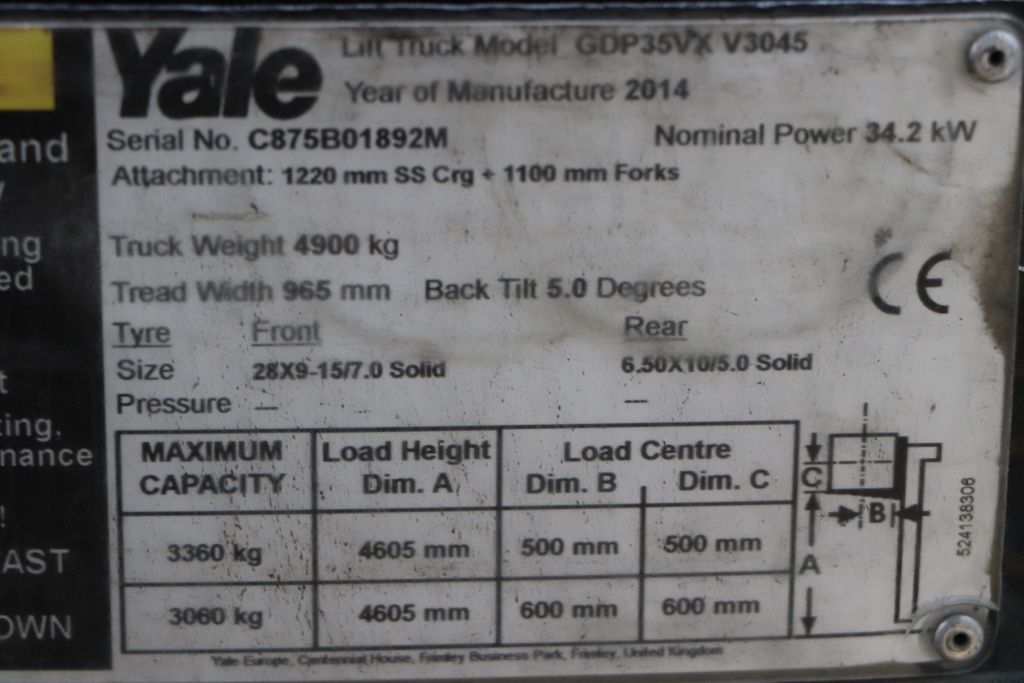 Yale
Lift Truck Model GDP35VX V3045
Year of Manufacture 2014
Serial No. C875B01892M Nominal Power 34.2 kW
Attachment: 1220 mm SS Crg + 1100 mm Forks
Truck Weight 4900 kg
Tread Width 965 mm Back Tilt 5.0 Degrees
CE
Tyre Front Rear
Size 28X9-15/7.0 Solid 6.50X10/5.0 Solid
Pressure — —
MAXIMUM CAPACITY Load Height Dim. A Load Centre Dim. B Dim. C
3360 kg 4605 mm 500 mm 500 mm
3060 kg 4605 mm 600 mm 600 mm
C
B
A
524138306
Yale Europe, Centennial House, Frimley Business Park, Frimley, United Kingdom
and
ng
ed
t
ing.
nance
!
AST
OWN